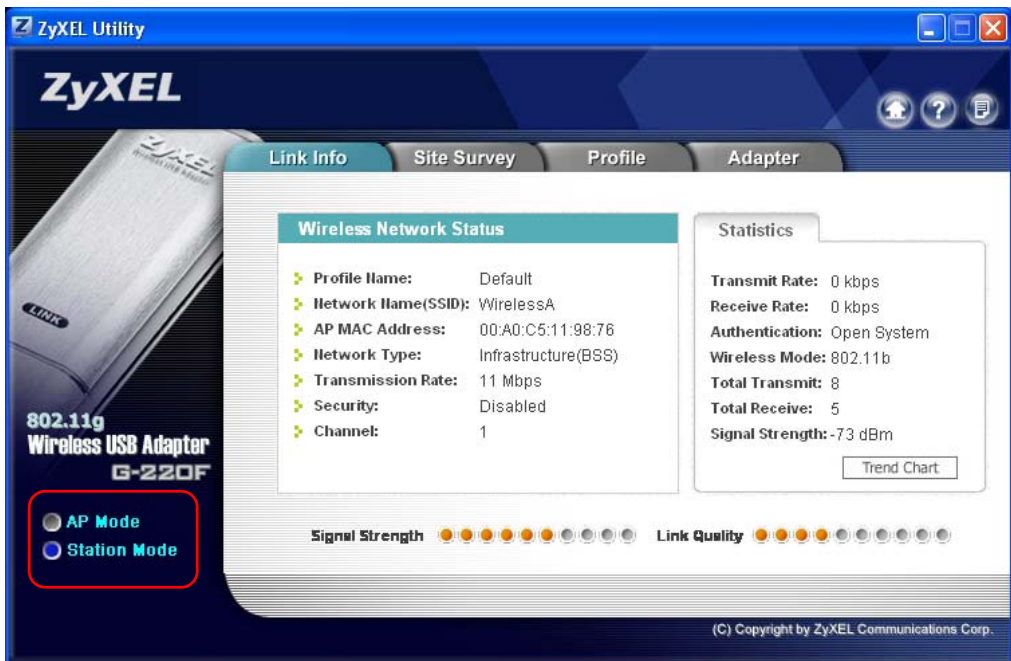 ZyXEL Utility
ZyXEL
Link Info
Site Survey
Profile
Adapter
Wireless Network Status
Profile Name: Default
Network Name(SSID): WirelessA
AP MAC Address: 00:A0:C5:11:98:76
Network Type: Infrastructure(BSS)
Transmission Rate: 11 Mbps
Security: Disabled
Channel: 1
Statistics
Transmit Rate: 0 kbps
Receive Rate: 0 kbps
Authentication: Open System
Wireless Mode: 802.11b
Total Transmit: 8
Total Receive: 5
Signal Strength: -73 dBm
Trend Chart
ZyXEL
LINK
802.11g
Wireless USB Adapter
G-220F
AP Mode
Station Mode
Signal Strength
Link Quality
(C) Copyright by ZyXEL Communications Corp.